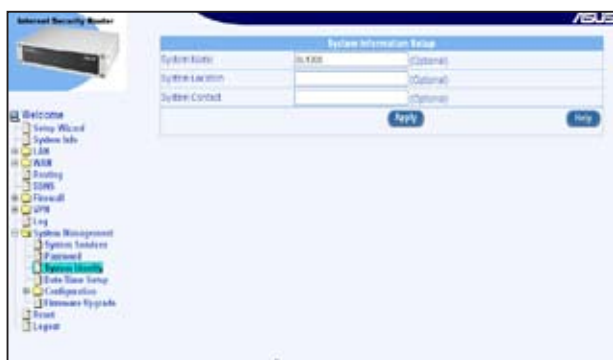 Internet Security Router
ASUS
System Information Setup
System Name (Optional)
System Location (Optional)
System Contact (Optional)
Apply
Help
Welcome
Setup Wizard
System Info
LAN
WAN
Routing
DDNS
Firewall
VPN
Log
System Management
System Services
Password
System Identity
Date/Time Setup
Configuration
Firmware Upgrade
Reset
Logout